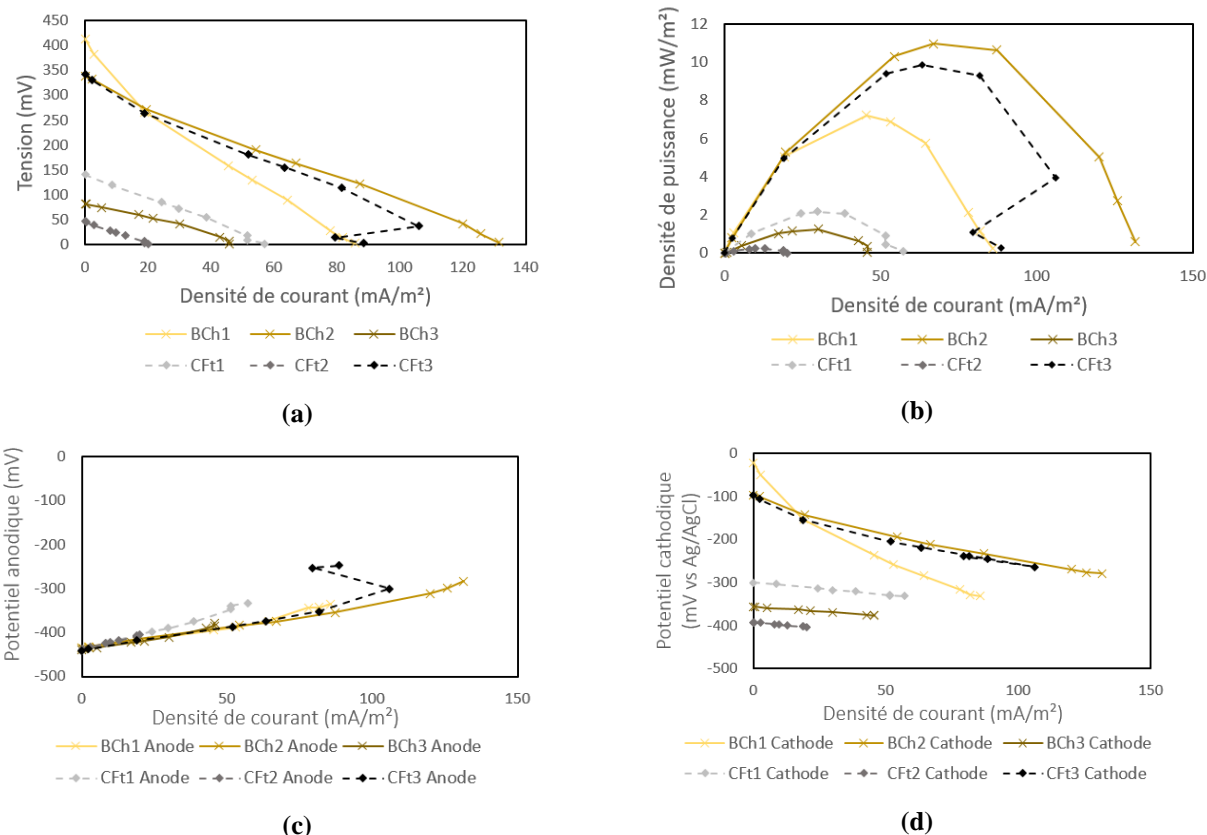 450
400
350
300
250
200
150
100
50
0
Tension (mV)
0 20 40 60 80 100 120 140
Densité de courant (mA/m²)
BCh1 BCh2 BCh3
CFt1 CFt2 CFt3
(a)
12
10
8
6
4
2
0
Densité de puissance (mW/m²)
0 50 100 150
Densité de courant (mA/m²)
BCh1 BCh2 BCh3
CFt1 CFt2 CFt3
(b)
0
-100
-200
-300
-400
-500
Potentiel anodique (mV)
0 50 100 150
Densité de courant (mA/m²)
BCh1 Anode BCh2 Anode BCh3 Anode
CFt1 Anode CFt2 Anode CFt3 Anode
(c)
0
-100
-200
-300
-400
-500
Potentiel cathodique
(mV vs Ag/AgCl)
0 50 100 150
Densité de courant (mA/m²)
BCh1 Cathode BCh2 Cathode BCh3 Cathode
CFt1 Cathode CFt2 Cathode CFt3 Cathode
(d)